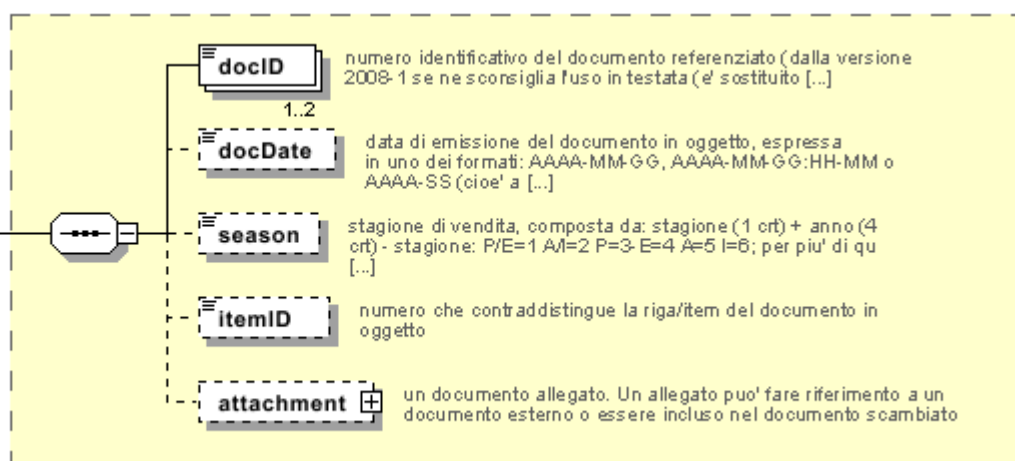 docID
numero identificativo del documento referenziato (dalla versione
2008-1 se ne sconsiglia l'uso in testata (e' sostituito [...]
1..2
docDate
data di emissione del documento in oggetto, espressa
in uno dei formati: AAAA-MM-GG, AAAA-MM-GG:HH-MM o
AAAA-SS (cioe' a [...]
season
stagione di vendita, composta da: stagione (1 crt) + anno (4
crt) - stagione: P/E=1 A/I=2 P=3- E=4 A=5 I=6; per piu' di qu
[...]
itemID
numero che contraddistingue la riga/item del documento in
oggetto
attachment
un documento allegato. Un allegato puo' fare riferimento a un
documento esterno o essere incluso nel documento scambiato